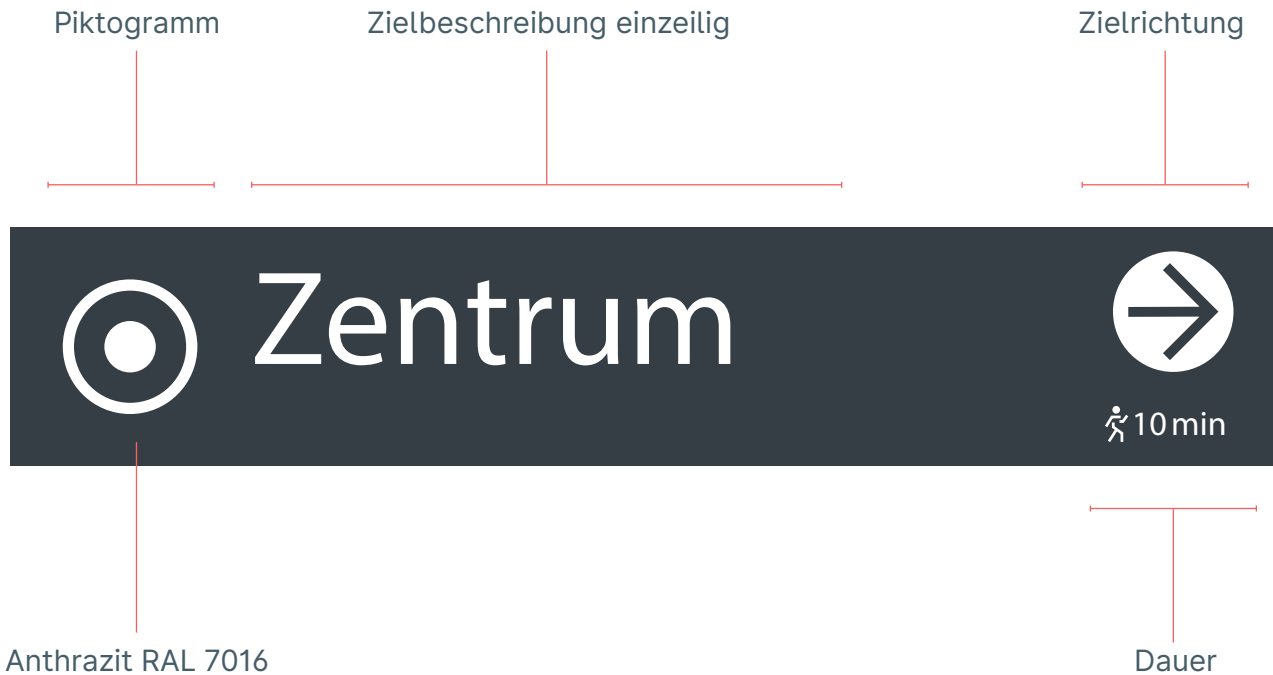 Piktogramm
Zielbeschreibung einzeilig
Zielrichtung
Zentrum
10 min
Anthrazit RAL 7016
Dauer